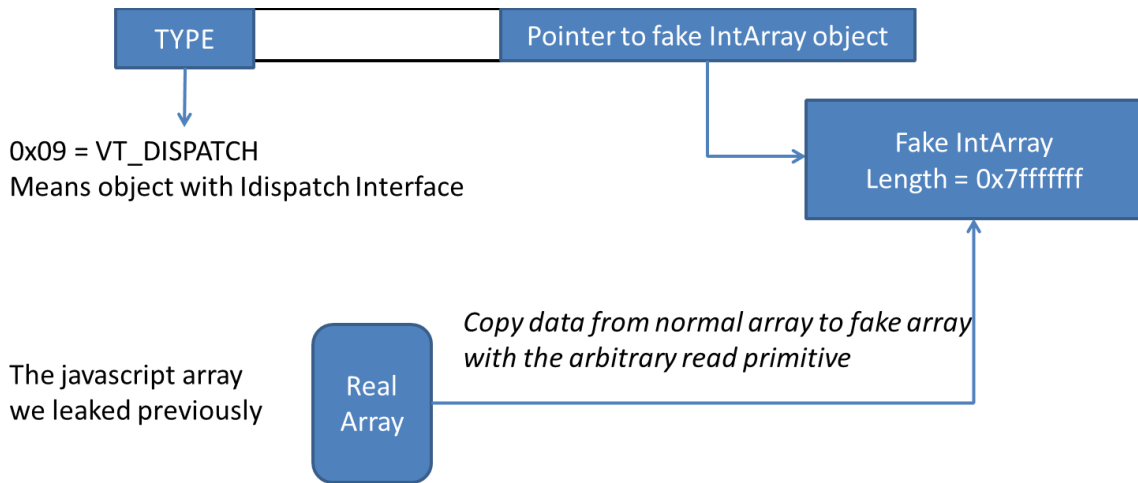 TYPE
Pointer to fake IntArray object
0x09 = VT_DISPATCH
Means object with Idispatch Interface
Fake IntArray
Length = 0x7fffffff
Copy data from normal array to fake array
with the arbitrary read primitive
The javascript array
we leaked previously
Real
Array